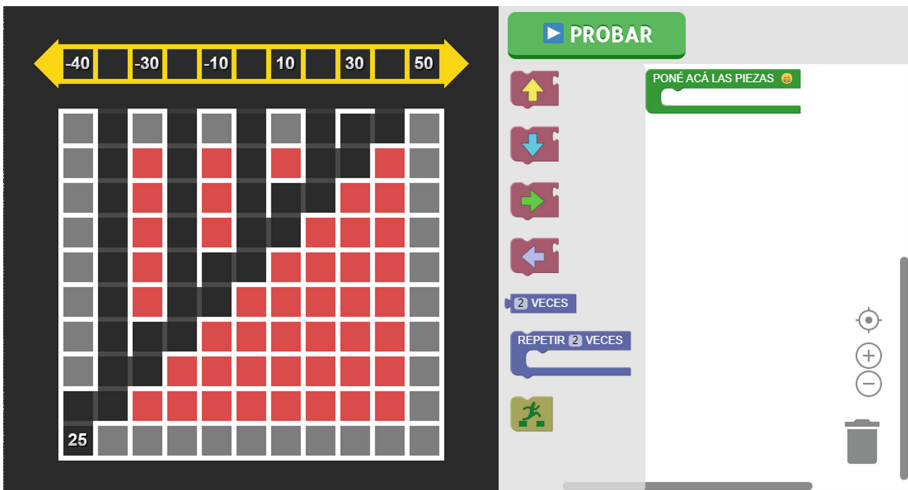 -40 -30 -10 10 30 50
PROBAR
PONÉ ACÁ LAS PIEZAS
2 VECES
REPETIR 2 VECES
25